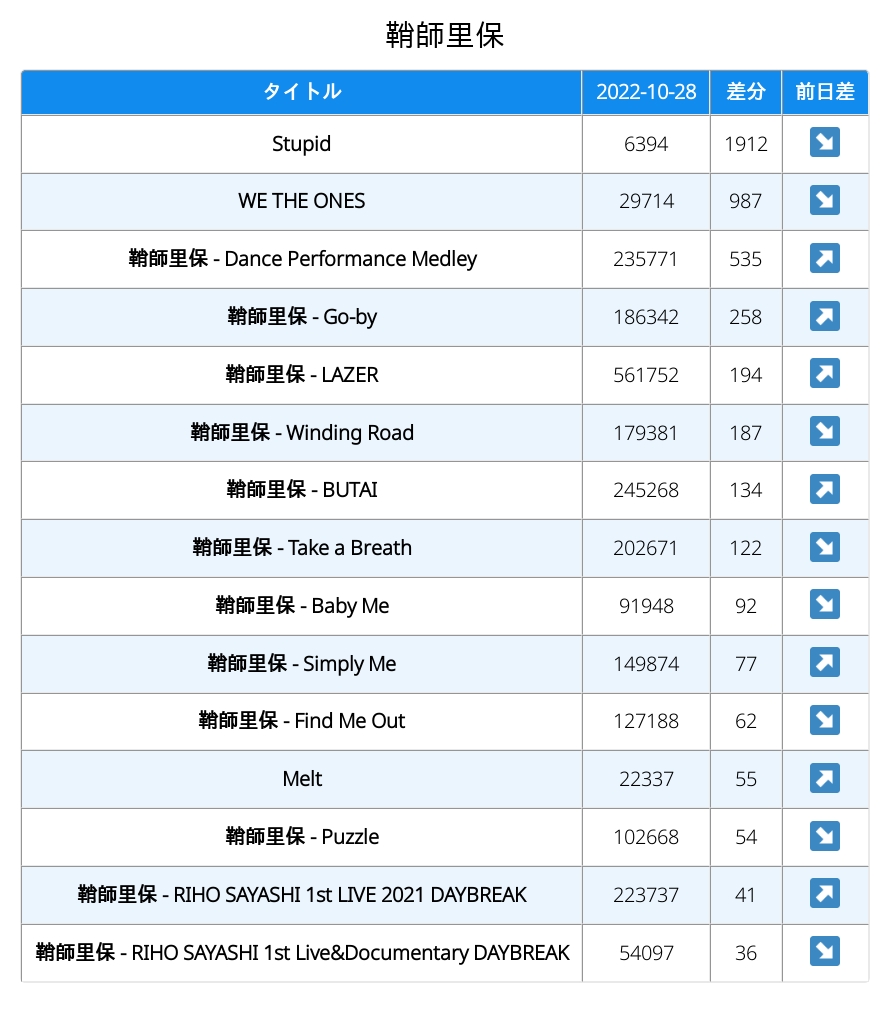 鞘師里保
タイトル 2022-10-28 差分 前日差
Stupid 6394 1912 ↘
WE THE ONES 29714 987 ↘
鞘師里保 - Dance Performance Medley 235771 535 ↗
鞘師里保 - Go-by 186342 258 ↗
鞘師里保 - LAZER 561752 194 ↗
鞘師里保 - Winding Road 179381 187 ↘
鞘師里保 - BUTAI 245268 134 ↗
鞘師里保 - Take a Breath 202671 122 ↘
鞘師里保 - Baby Me 91948 92 ↘
鞘師里保 - Simply Me 149874 77 ↗
鞘師里保 - Find Me Out 127188 62 ↘
Melt 22337 55 ↗
鞘師里保 - Puzzle 102668 54 ↘
鞘師里保 - RIHO SAYASHI 1st LIVE 2021 DAYBREAK 223737 41 ↗
鞘師里保 - RIHO SAYASHI 1st Live&Documentary DAYBREAK 54097 36 ↘